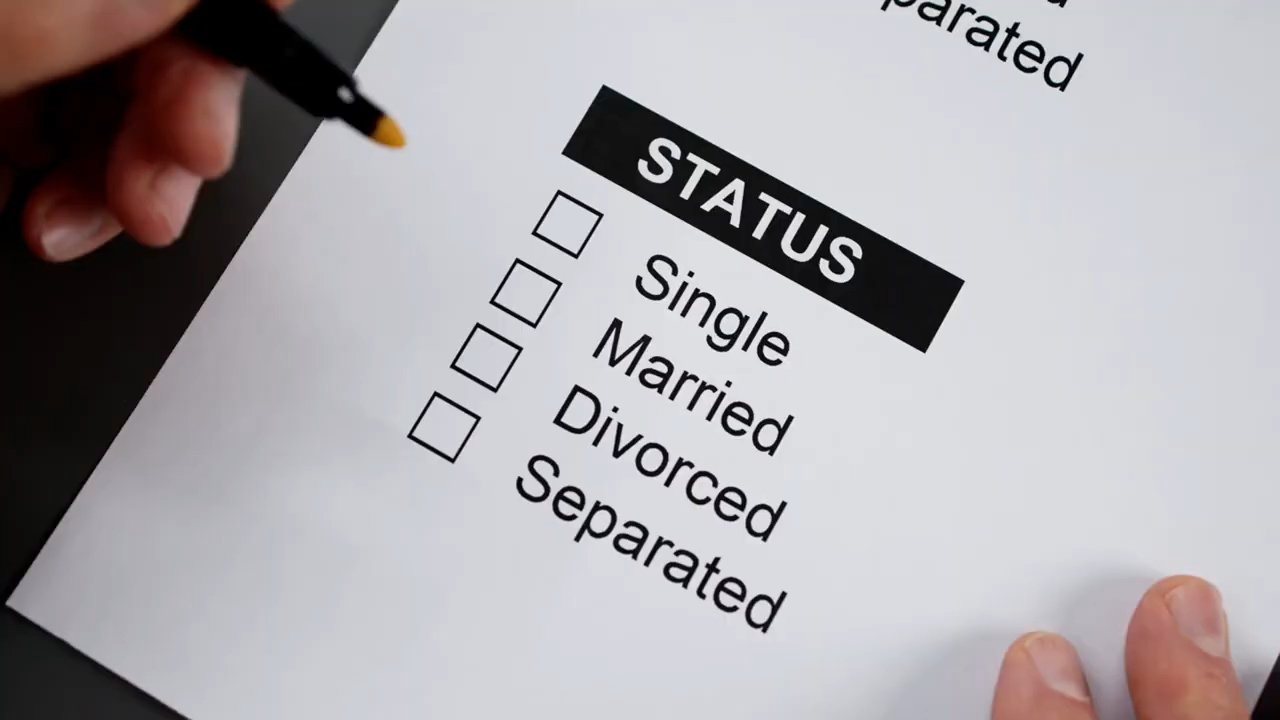 parated
STATUS
Single
Married
Divorced
Separated